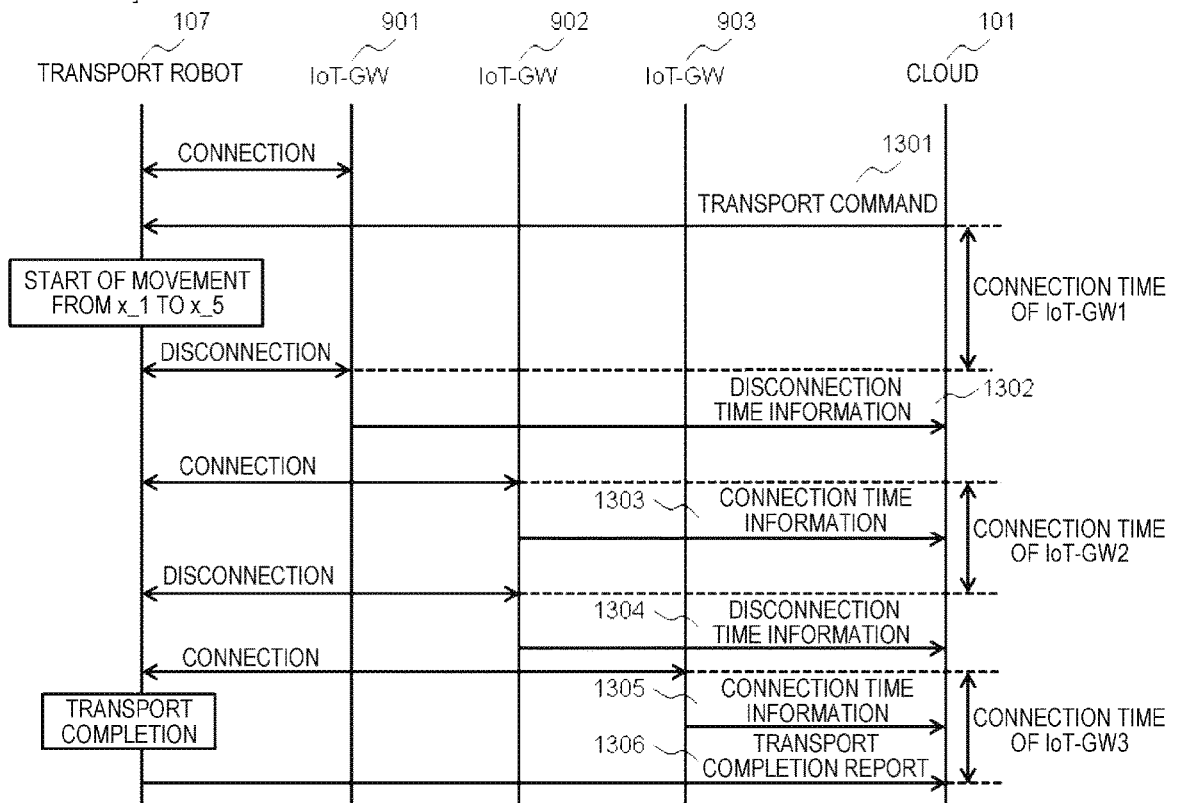 107
901
902
903
101
TRANSPORT ROBOT
IoT-GW
IoT-GW
IoT-GW
CLOUD
CONNECTION
1301
TRANSPORT COMMAND
START OF MOVEMENT
FROM x_1 TO x_5
CONNECTION TIME
OF IoT-GW1
DISCONNECTION
DISCONNECTION
TIME INFORMATION
1302
CONNECTION
1303
CONNECTION TIME
INFORMATION
CONNECTION TIME
OF IoT-GW2
DISCONNECTION
1304
DISCONNECTION
TIME INFORMATION
CONNECTION
1305
CONNECTION TIME
INFORMATION
TRANSPORT
COMPLETION
CONNECTION TIME
OF IoT-GW3
1306
TRANSPORT
COMPLETION REPORT